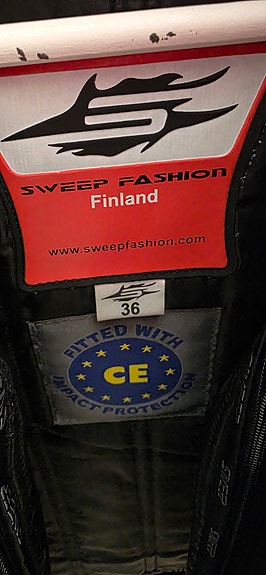 SWEEP FASHION
Finland
www.sweepfashion.com
36
FITTED WITH
CE
IMPACT PROTECTION